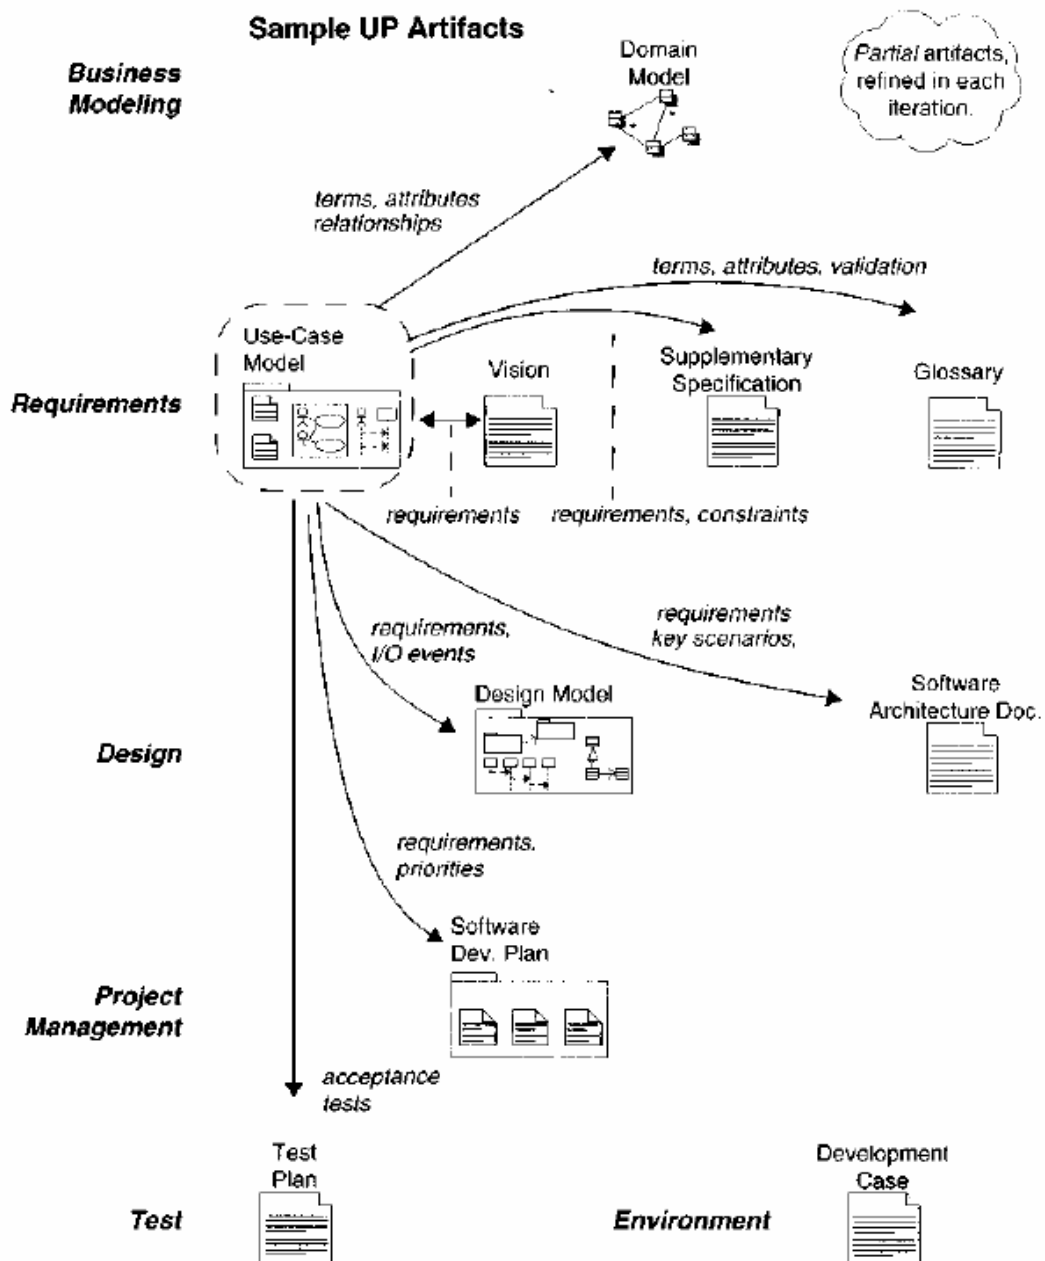 Sample UP Artifacts
Business
Modeling
Domain
Model
Partial artifacts,
refined in each
iteration.
terms, attributes
relationships
terms, attributes, validation
Use-Case
Model
Requirements
Vision
Supplementary
Specification
Glossary
requirements
requirements, constraints
requirements,
I/O events
requirements
key scenarios,
Design Model
Software
Architecture Doc.
Design
requirements,
priorities
Software
Dev. Plan
Project
Management
acceptance
tests
Test
Plan
Development
Case
Test
Environment